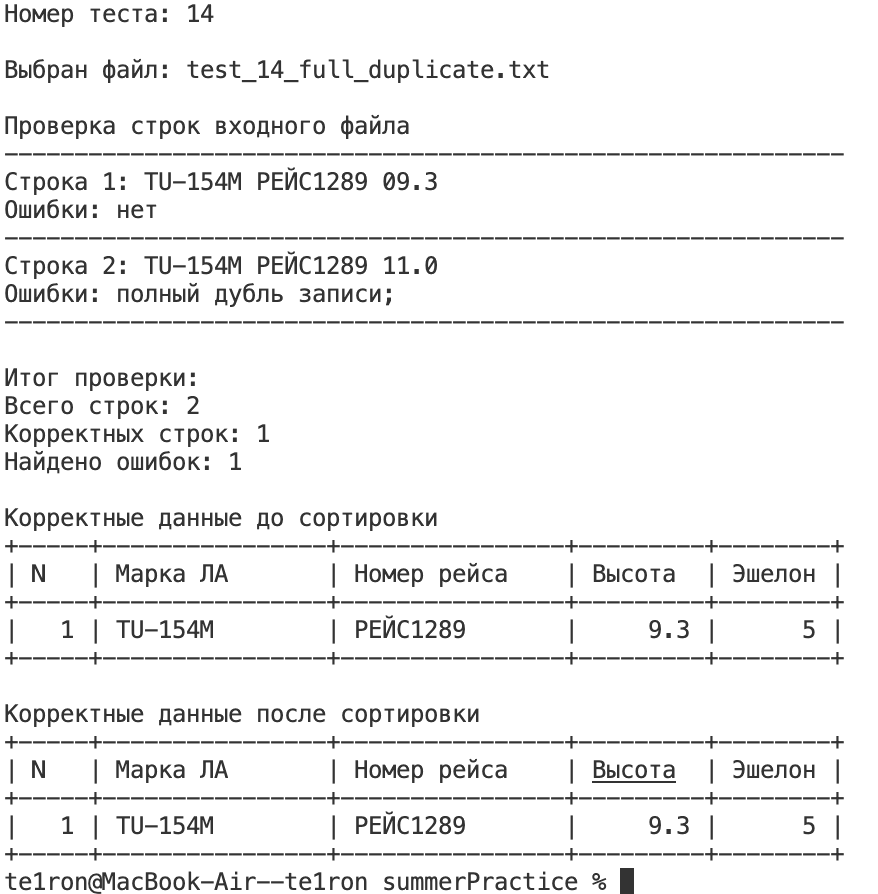 Номер теста: 14
Выбран файл: test_14_full_duplicate.txt
Проверка строк входного файла
------------------------------------------------------------
Строка 1: TU-154M РЕЙС1289 09.3
Ошибки: нет
------------------------------------------------------------
Строка 2: TU-154M РЕЙС1289 11.0
Ошибки: полный дубль записи;
------------------------------------------------------------
Итог проверки:
Всего строк: 2
Корректных строк: 1
Найдено ошибок: 1
Корректные данные до сортировки
+-----+----------------+----------------+---------+--------+
| N   | Марка ЛА       | Номер рейса    | Высота  | Эшелон |
+-----+----------------+----------------+---------+--------+
|   1 | TU-154M        | РЕЙС1289       |     9.3 |      5 |
+-----+----------------+----------------+---------+--------+
Корректные данные после сортировки
+-----+----------------+----------------+---------+--------+
| N   | Марка ЛА       | Номер рейса    | Высота  | Эшелон |
+-----+----------------+----------------+---------+--------+
|   1 | TU-154M        | РЕЙС1289       |     9.3 |      5 |
+-----+----------------+----------------+---------+--------+
te1ron@MacBook-Air--te1ron summerPractice %